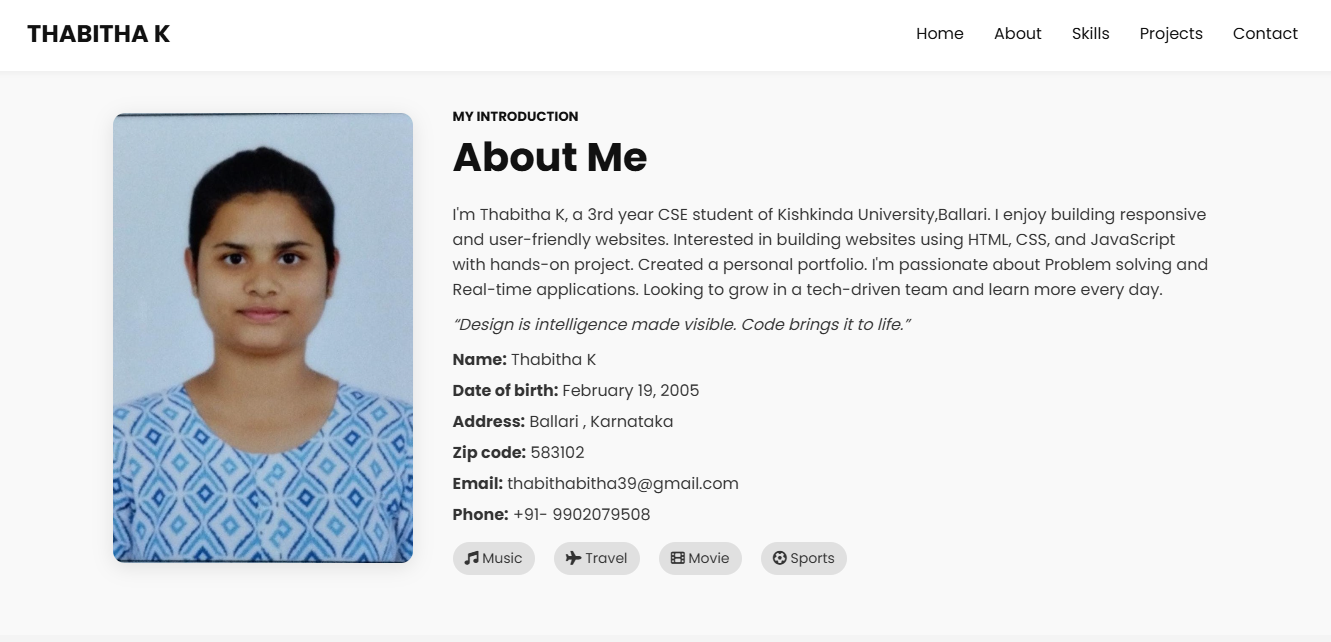 THABITHA K
Home About Skills Projects Contact
MY INTRODUCTION
About Me
I'm Thabitha K, a 3rd year CSE student of Kishkinda University,Ballari. I enjoy building responsive
and user-friendly websites. Interested in building websites using HTML, CSS, and JavaScript
with hands-on project. Created a personal portfolio. I'm passionate about Problem solving and
Real-time applications. Looking to grow in a tech-driven team and learn more every day.
“Design is intelligence made visible. Code brings it to life.”
Name: Thabitha K
Date of birth: February 19, 2005
Address: Ballari , Karnataka
Zip code: 583102
Email: thabithabitha39@gmail.com
Phone: +91- 9902079508
Music Travel Movie Sports